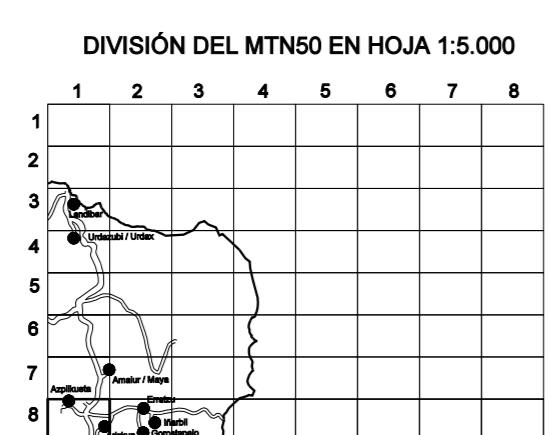 DIVISIÓN DEL MTN50 EN HOJA 1:5.000
1 2 3 4 5 6 7 8
1
2
3
Landibar
4
Urdazubi / Urdax
5
6
7
Amaiur / Maya
Azpilkueta
Erratzu
8
Iñarbil
Gorostapalo